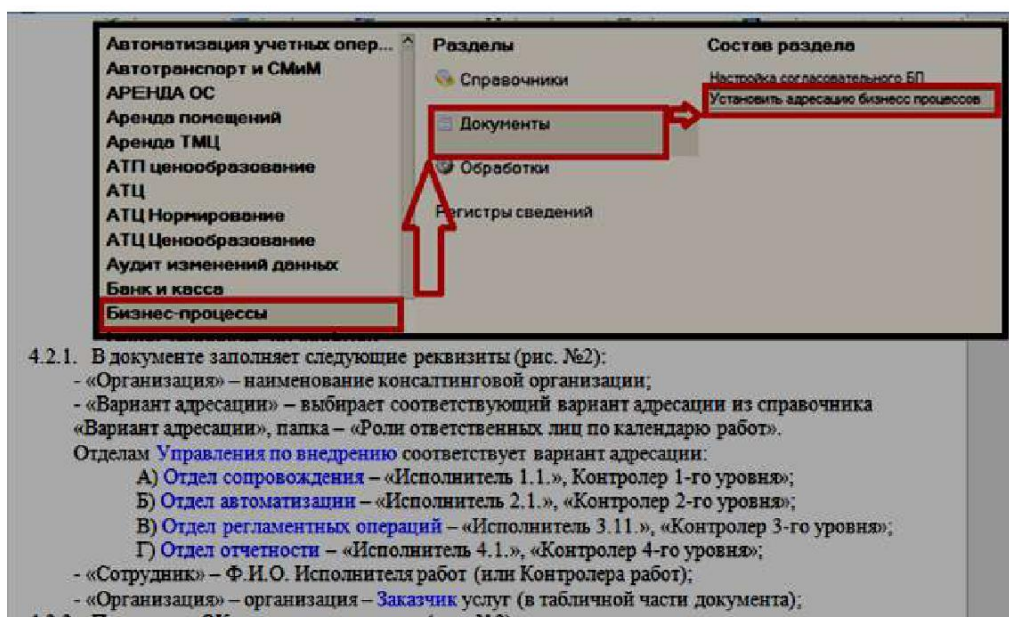 Автоматизация учетных опер...
Автотранспорт и СМиМ
АРЕНДА ОС
Аренда помещений
Аренда ТМЦ
АТП ценообразование
АТЦ
АТЦ Нормирование
АТЦ Ценообразование
Аудит изменений данных
Банк и касса
Бизнес-процессы
Разделы
Справочники
Документы
Обработки
Регистры сведений
Состав раздела
Настройка согласовательного БП
Установить адресацию бизнесс процессов
4.2.1. В документе заполняет следующие реквизиты (рис. №2):
- «Организация» – наименование консалтинговой организации;
- «Вариант адресации» – выбирает соответствующий вариант адресации из справочника
«Вариант адресации», папка – «Роли ответственных лиц по календарю работ».
Отделам Управления по внедрению соответствует вариант адресации:
А) Отдел сопровождения – «Исполнитель 1.1.», Контролер 1-го уровня»;
Б) Отдел автоматизации – «Исполнитель 2.1.», «Контролер 2-го уровня»;
В) Отдел регламентных операций – «Исполнитель 3.11.», «Контролер 3-го уровня»;
Г) Отдел отчетности – «Исполнитель 4.1.», «Контролер 4-го уровня»;
- «Сотрудник» – Ф.И.О. Исполнителя работ (или Контролера работ);
- «Организация» – организация – Заказчик услуг (в табличной части документа);